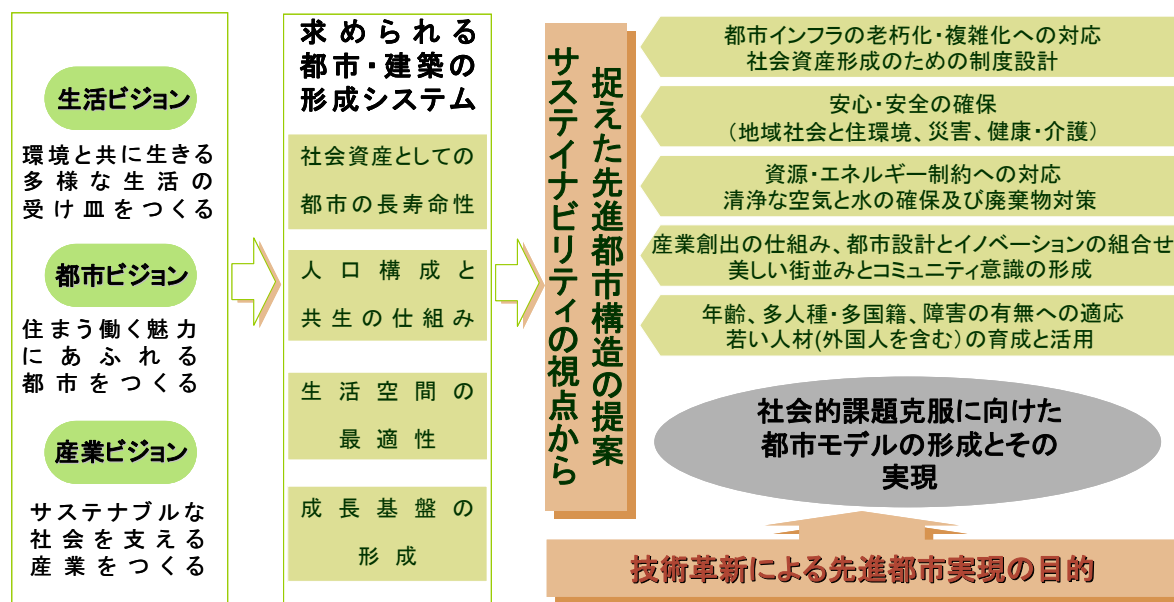 生活ビジョン
環境と共に生きる
多様な生活の
受け皿をつくる
都市ビジョン
住まう働く魅力
にあふれる
都市をつくる
産業ビジョン
サステナブルな
社会を支える
産業をつくる
求められる
都市・建築の
形成システム
社会資産としての
都市の長寿命性
人口構成と
共生の仕組み
生活空間の
最適性
成長基盤の
形成
サステイナビリティの視点から
捉えた先進都市構造の提案
都市インフラの老朽化・複雑化への対応
社会資産形成のための制度設計
安心・安全の確保
(地域社会と住環境、災害、健康・介護)
資源・エネルギー制約への対応
清浄な空気と水の確保及び廃棄物対策
産業創出の仕組み、都市設計とイノベーションの組合せ
美しい街並みとコミュニティ意識の形成
年齢、多人種・多国籍、障害の有無への適応
若い人材(外国人を含む)の育成と活用
社会的課題克服に向けた
都市モデルの形成とその
実現
技術革新による先進都市実現の目的